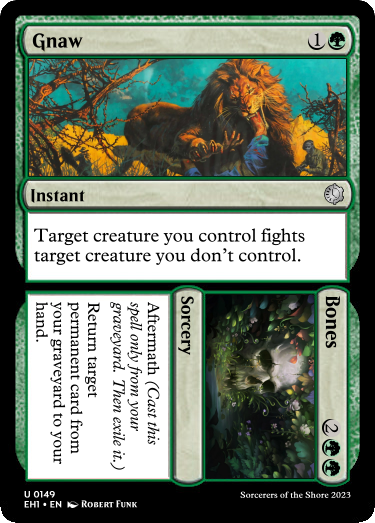 Gnaw
1
Instant
Target creature you control fights
target creature you don't control.
Bones
2
Sorcery
Aftermath (Cast this
spell only from your
graveyard. Then exile it.)
Return target
permanent card from
your graveyard to your
hand.
U 0149
EH1 • EN Robert Funk
Sorcerers of the Shore 2023